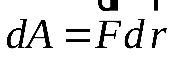 dA = Fdr